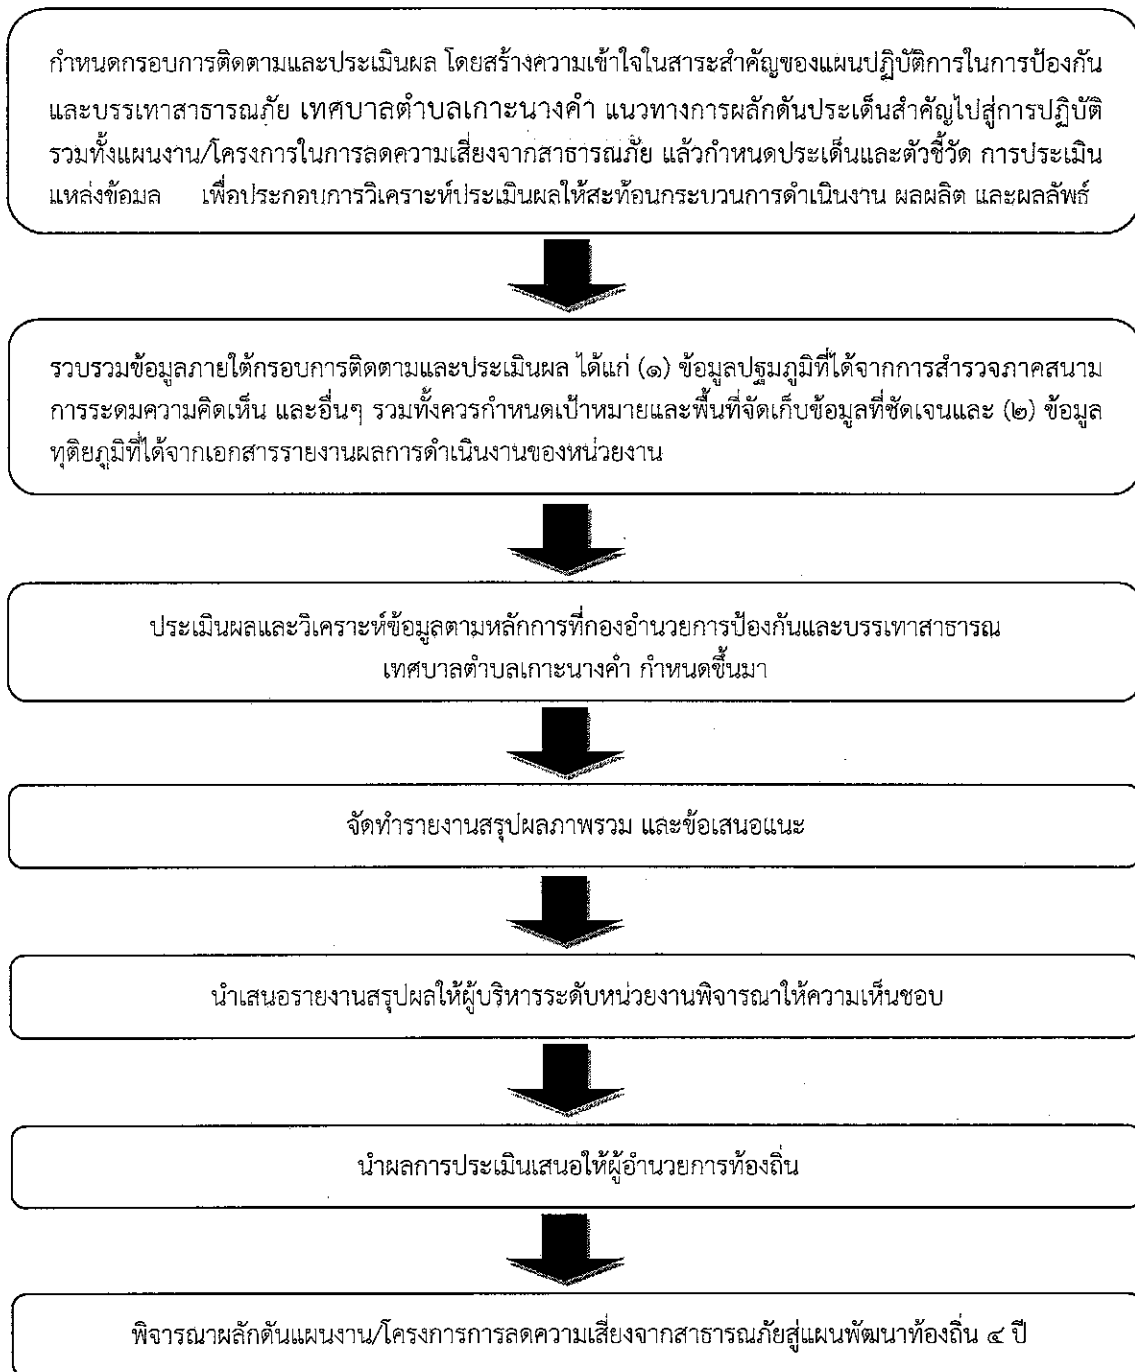 กำหนดกรอบการติดตามและประเมินผล โดยสร้างความเข้าใจในสาระสำคัญของแผนปฏิบัติการในการป้องกัน
และบรรเทาสาธารณภัย เทศบาลตำบลเกาะนางคำ แนวทางการผลักดันประเด็นสำคัญไปสู่การปฏิบัติ
รวมทั้งแผนงาน/โครงการในการลดความเสี่ยงจากสาธารณภัย แล้วกำหนดประเด็นและตัวชี้วัด การประเมิน
แหล่งข้อมูล เพื่อประกอบการวิเคราะห์ประเมินผลให้สะท้อนกระบวนการดำเนินงาน ผลผลิต และผลลัพธ์
รวบรวมข้อมูลภายใต้กรอบการติดตามและประเมินผล ได้แก่ (๑) ข้อมูลปฐมภูมิที่ได้จากการสำรวจภาคสนาม
การระดมความคิดเห็น และอื่นๆ รวมทั้งควรกำหนดเป้าหมายและพื้นที่จัดเก็บข้อมูลที่ชัดเจนและ (๒) ข้อมูล
ทุติยภูมิที่ได้จากเอกสารรายงานผลการดำเนินงานของหน่วยงาน
ประเมินผลและวิเคราะห์ข้อมูลตามหลักการที่กองอำนวยการป้องกันและบรรเทาสาธารณ
เทศบาลตำบลเกาะนางคำ กำหนดขึ้นมา
จัดทำรายงานสรุปผลภาพรวม และข้อเสนอแนะ
นำเสนอรายงานสรุปผลให้ผู้บริหารระดับหน่วยงานพิจารณาให้ความเห็นชอบ
นำผลการประเมินเสนอให้ผู้อำนวยการท้องถิ่น
พิจารณาผลักดันแผนงาน/โครงการการลดความเสี่ยงจากสาธารณภัยสู่แผนพัฒนาท้องถิ่น ๔ ปี